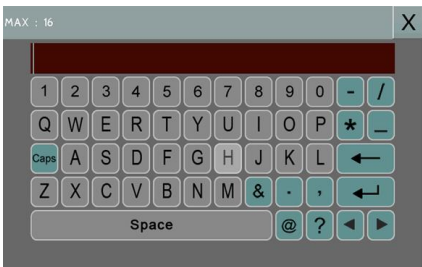 MAX : 16 X
1 2 3 4 5 6 7 8 9 0 - /
Q W E R T Y U I O P * _
Caps A S D F G H J K L ←
Z X C V B N M & . , ↵
Space @ ? ◀ ▶